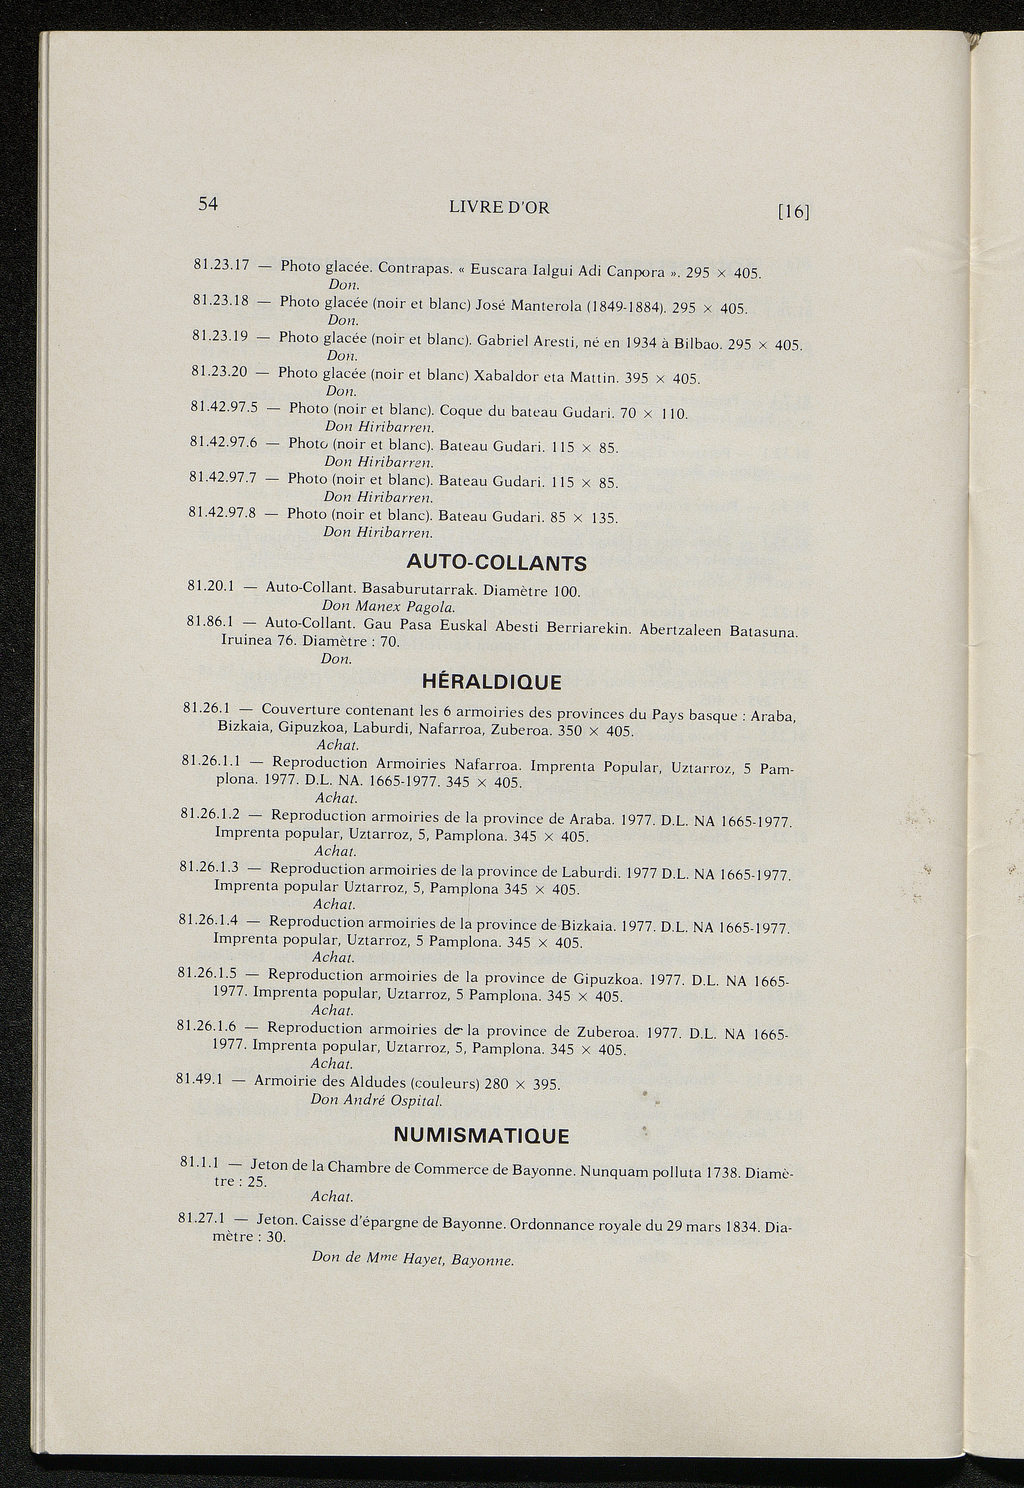 54 LIVRE D'OR [16]
81.23.17 — Photo glacée. Contrapas. « Euscara Ialgui Adi Canpora ». 295 × 405.
Don.
81.23.18 — Photo glacée (noir et blanc) José Manterola (1849-1884). 295 × 405.
Don.
81.23.19 — Photo glacée (noir et blanc). Gabriel Aresti, né en 1934 à Bilbao. 295 × 405.
Don.
81.23.20 — Photo glacée (noir et blanc) Xabaldor eta Mattin. 395 × 405.
Don.
81.42.97.5 — Photo (noir et blanc). Coque du bateau Gudari. 70 × 110.
Don Hiribarren.
81.42.97.6 — Photo (noir et blanc). Bateau Gudari. 115 × 85.
Don Hiribarren.
81.42.97.7 — Photo (noir et blanc). Bateau Gudari. 115 × 85.
Don Hiribarren.
81.42.97.8 — Photo (noir et blanc). Bateau Gudari. 85 × 135.
Don Hiribarren.
AUTO-COLLANTS
81.20.1 — Auto-Collant. Basaburutarrak. Diamètre 100.
Don Manex Pagola.
81.86.1 — Auto-Collant. Gau Pasa Euskal Abesti Berriarekin. Abertzaleen Batasuna.
Iruinea 76. Diamètre : 70.
Don.
HÉRALDIQUE
81.26.1 — Couverture contenant les 6 armoiries des provinces du Pays basque : Araba,
Bizkaia, Gipuzkoa, Laburdi, Nafarroa, Zuberoa. 350 × 405.
Achat.
81.26.1.1 — Reproduction Armoiries Nafarroa. Imprenta Popular, Uztarroz, 5 Pam-
plona. 1977. D.L. NA. 1665-1977. 345 × 405.
Achat.
81.26.1.2 — Reproduction armoiries de la province de Araba. 1977. D.L. NA 1665-1977.
Imprenta popular, Uztarroz, 5, Pamplona. 345 × 405.
Achat.
81.26.1.3 — Reproduction armoiries de la province de Laburdi. 1977 D.L. NA 1665-1977.
Imprenta popular Uztarroz, 5, Pamplona 345 × 405.
Achat.
81.26.1.4 — Reproduction armoiries de la province de Bizkaia. 1977. D.L. NA 1665-1977.
Imprenta popular, Uztarroz, 5 Pamplona. 345 × 405.
Achat.
81.26.1.5 — Reproduction armoiries de la province de Gipuzkoa. 1977. D.L. NA 1665-
1977. Imprenta popular, Uztarroz, 5 Pamplona. 345 × 405.
Achat.
81.26.1.6 — Reproduction armoiries de la province de Zuberoa. 1977. D.L. NA 1665-
1977. Imprenta popular, Uztarroz, 5, Pamplona. 345 × 405.
Achat.
81.49.1 — Armoirie des Aldudes (couleurs) 280 × 395.
Don André Ospital.
NUMISMATIQUE
81.1.1 — Jeton de la Chambre de Commerce de Bayonne. Nunquam polluta 1738. Diamè-
tre : 25.
Achat.
81.27.1 — Jeton. Caisse d'épargne de Bayonne. Ordonnance royale du 29 mars 1834. Dia-
mètre : 30.
Don de Mme Hayet, Bayonne.